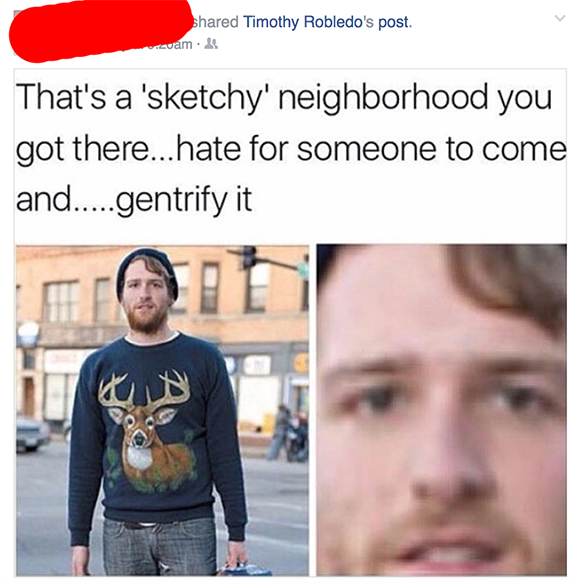 shared Timothy Robledo's post.
That's a 'sketchy' neighborhood you
got there...hate for someone to come
and.....gentrify it